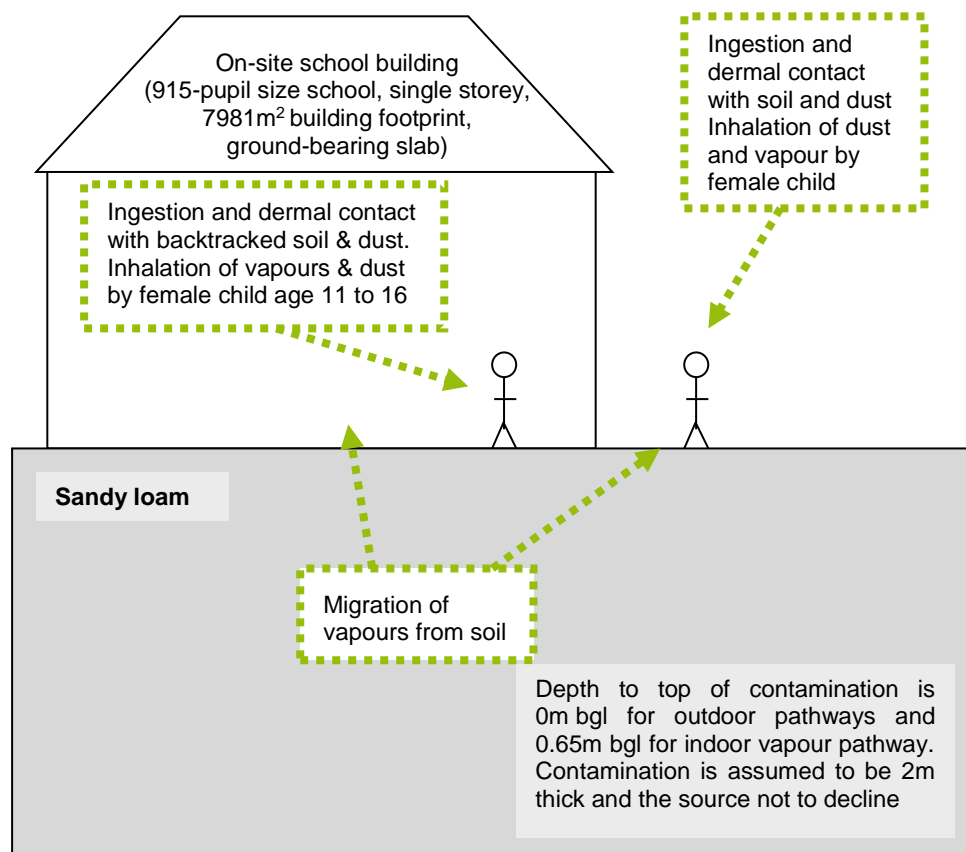 On-site school building
(915-pupil size school, single storey,
7981m² building footprint,
ground-bearing slab)
Ingestion and
dermal contact
with soil and dust
Inhalation of dust
and vapour by
female child
Ingestion and dermal contact
with backtracked soil & dust.
Inhalation of vapours & dust
by female child age 11 to 16
Sandy loam
Migration of
vapours from soil
Depth to top of contamination is
0m bgl for outdoor pathways and
0.65m bgl for indoor vapour pathway.
Contamination is assumed to be 2m
thick and the source not to decline